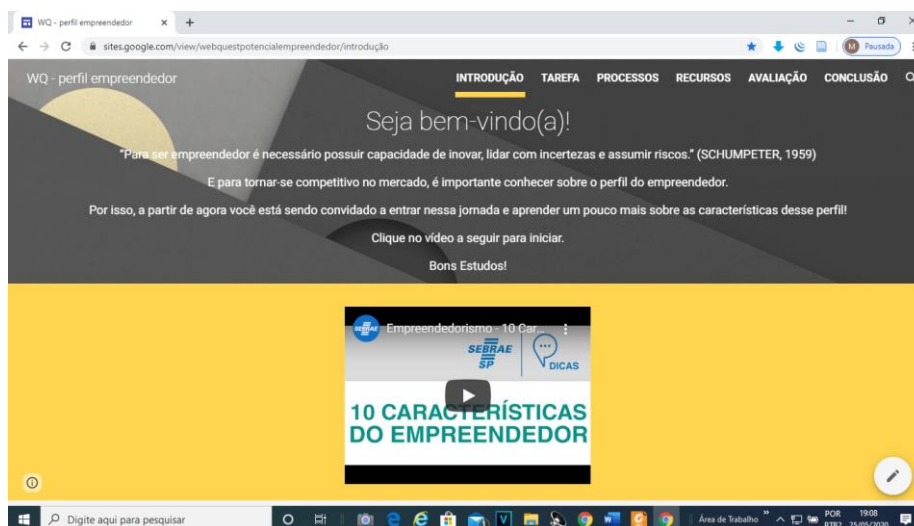 WQ - perfil empreendedor
sites.google.com/view/webquestpotencialempreendedor/introdução
M Pausada
WQ - perfil empreendedor
INTRODUÇÃO TAREFA PROCESSOS RECURSOS AVALIAÇÃO CONCLUSÃO
Seja bem-vindo(a)!
"Para ser empreendedor é necessário possuir capacidade de inovar, lidar com incertezas e assumir riscos." (SCHUMPETER, 1959)
E para tornar-se competitivo no mercado, é importante conhecer sobre o perfil do empreendedor.
Por isso, a partir de agora você está sendo convidado a entrar nessa jornada e aprender um pouco mais sobre as características desse perfil!
Clique no vídeo a seguir para iniciar.
Bons Estudos!
SEBRAE Empreendedorismo - 10 Car...
SEBRAE
SP
DICAS
10 CARACTERÍSTICAS
DO EMPREENDEDOR
Digite aqui para pesquisar
Área de Trabalho
POR 19:08
PTB2 25/05/2020